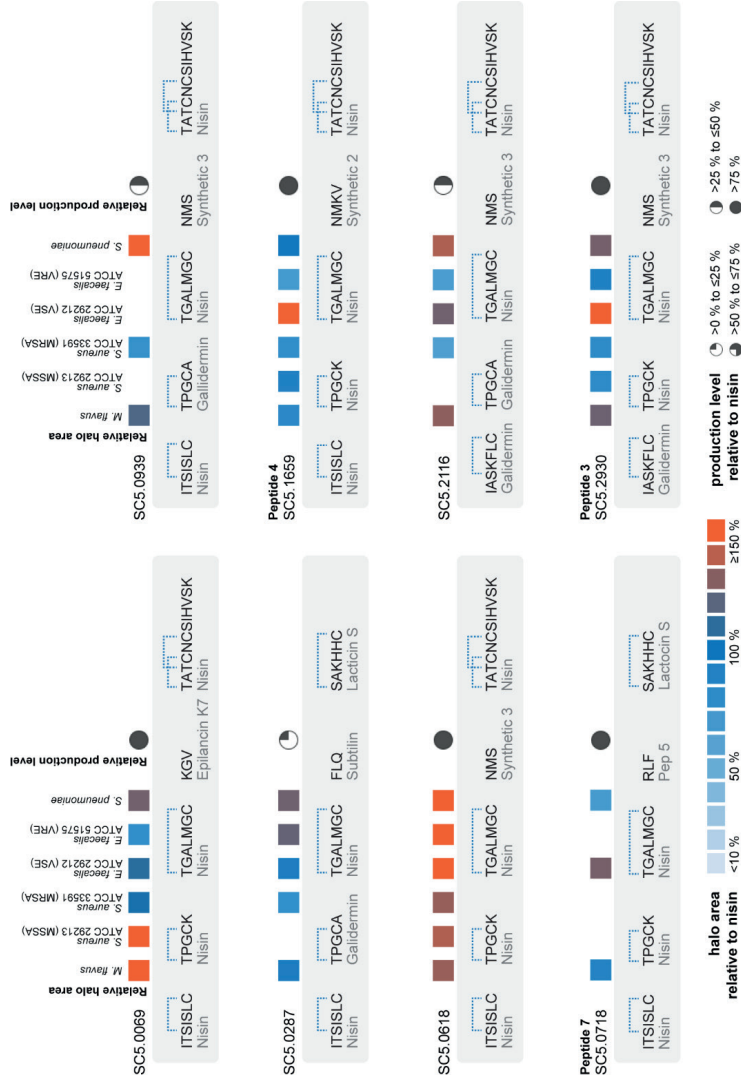 Relative halo area
M. flavus
S. aureus
ATCC 29213 (MSSA)
S. aureus
ATCC 33591 (MRSA)
E. faecalis
ATCC 29212 (VSE)
E. faecalis
ATCC 51575 (VRE)
S. pneumoniae
Relative production level
SC5.0069
ITSISLC TPGCK TGALMGC KGV TATCNCSIHVSK
Nisin Nisin Nisin Epilancin K7 Nisin
SC5.0287
ITSISLC TPGCA TGALMGC FLQ SAKHHC
Nisin Galidermin Nisin Subtilin Lacticin S
SC5.0618
ITSISLC TPGCK TGALMGC NMS TATCNCSIHVSK
Nisin Nisin Nisin Synthetic 3 Nisin
Peptide 7
SC5.0718
ITSISLC TPGCK TGALMGC RLF SAKHHC
Nisin Nisin Nisin Pep 5 Lactocin S
Relative halo area
M. flavus
S. aureus
ATCC 29213 (MSSA)
S. aureus
ATCC 33591 (MRSA)
E. faecalis
ATCC 29212 (VSE)
E. faecalis
ATCC 51575 (VRE)
S. pneumoniae
Relative production level
SC5.0939
ITSISLC TPGCA TGALMGC NMS TATCNCSIHVSK
Nisin Gallidermin Nisin Synthetic 3 Nisin
Peptide 4
SC5.1659
ITSISLC TPGCK TGALMGC NMKV TATCNCSIHVSK
Nisin Nisin Nisin Synthetic 2 Nisin
SC5.2116
IASKFLC TPGCA TGALMGC NMS TATCNCSIHVSK
Galidermin Galidermin Nisin Synthetic 3 Nisin
Peptide 3
SC5.2930
IASKFLC TPGCK TGALMGC NMS TATCNCSIHVSK
Galidermin Nisin Nisin Synthetic 3 Nisin
halo area
relative to nisin
<10 % 50 % 100 % ≥150 %
production level
relative to nisin
>0 % to ≤25 % >25 % to ≤50 %
>50 % to ≤75 % >75 %